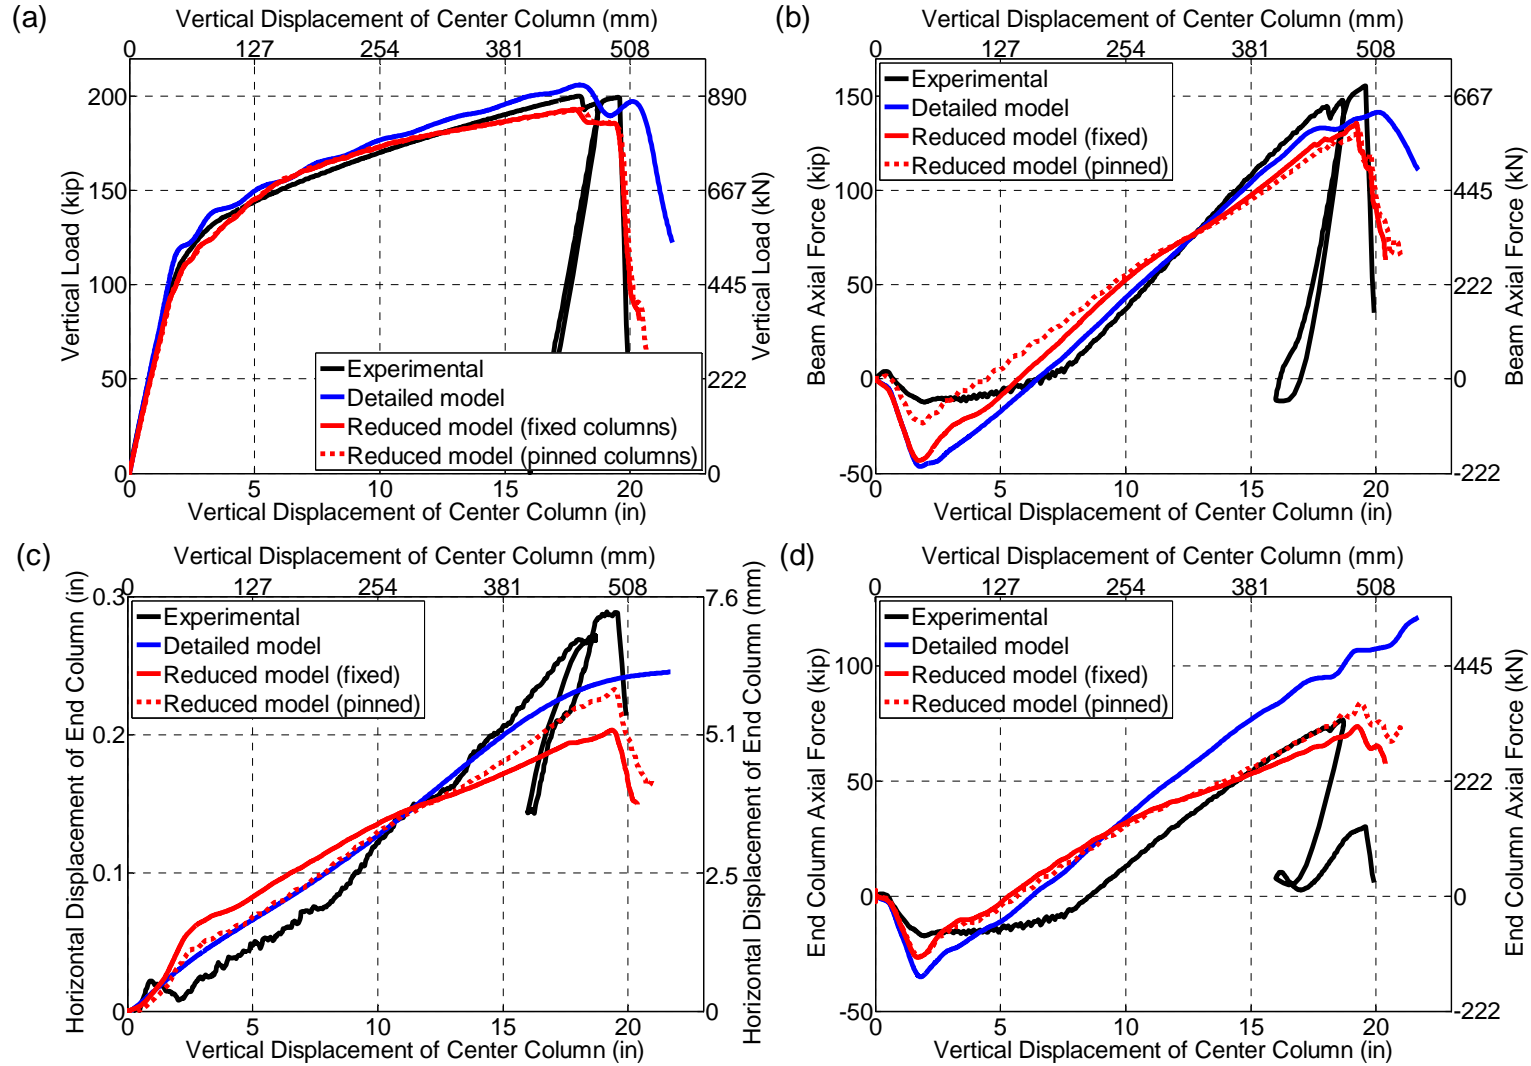 (a)
Vertical Displacement of Center Column (mm)
0 127 254 381 508
200
150
100
50
0
Vertical Load (kip)
890
667
445
222
0
Vertical Load (kN)
Experimental
Detailed model
Reduced model (fixed columns)
Reduced model (pinned columns)
0 5 10 15 20
Vertical Displacement of Center Column (in)
(b)
Vertical Displacement of Center Column (mm)
0 127 254 381 508
150
100
50
0
-50
Beam Axial Force (kip)
667
445
222
0
-222
Beam Axial Force (kN)
Experimental
Detailed model
Reduced model (fixed)
Reduced model (pinned)
0 5 10 15 20
Vertical Displacement of Center Column (in)
(c)
Vertical Displacement of Center Column (mm)
0 127 254 381 508
0.3
0.2
0.1
0
Horizontal Displacement of End Column (in)
7.6
5.1
2.5
0
Horizontal Displacement of End Column (mm)
Experimental
Detailed model
Reduced model (fixed)
Reduced model (pinned)
0 5 10 15 20
Vertical Displacement of Center Column (in)
(d)
Vertical Displacement of Center Column (mm)
0 127 254 381 508
100
50
0
-50
End Column Axial Force (kip)
445
222
0
-222
End Column Axial Force (kN)
Experimental
Detailed model
Reduced model (fixed)
Reduced model (pinned)
0 5 10 15 20
Vertical Displacement of Center Column (in)